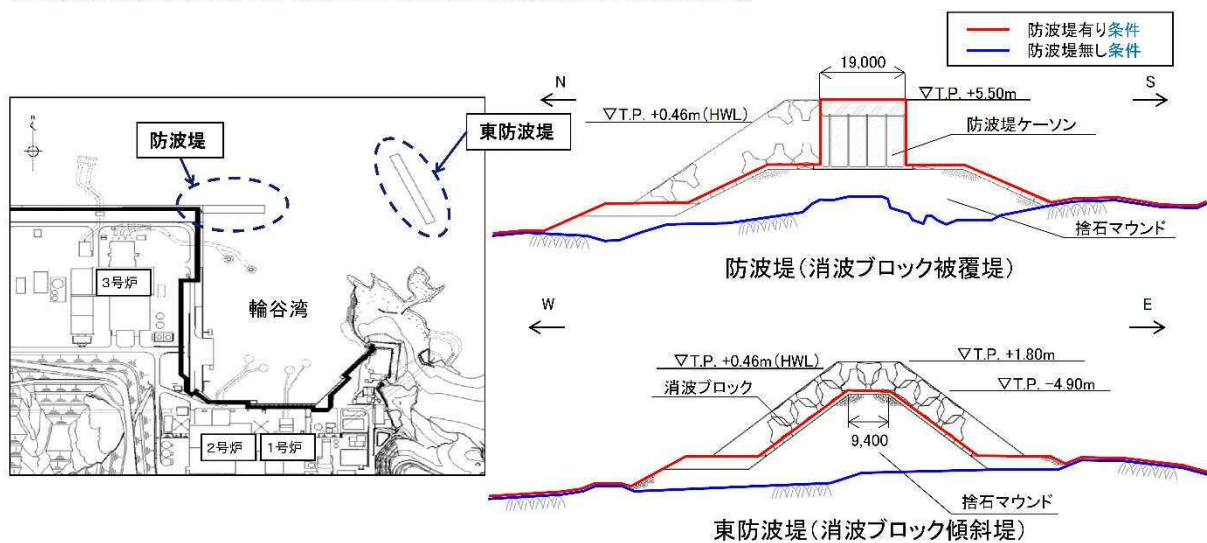 防波堤有り条件
防波堤無し条件
N
19,000
S
▽T.P. +5.50m
▽T.P. +0.46m(HWL)
防波堤ケーソン
捨石マウンド
防波堤(消波ブロック被覆堤)
防波堤
東防波堤
N
3号炉
輪谷湾
2号炉
1号炉
W
E
▽T.P. +0.46m(HWL)
▽T.P. +1.80m
消波ブロック
▽T.P. −4.90m
9,400
捨石マウンド
東防波堤(消波ブロック傾斜堤)